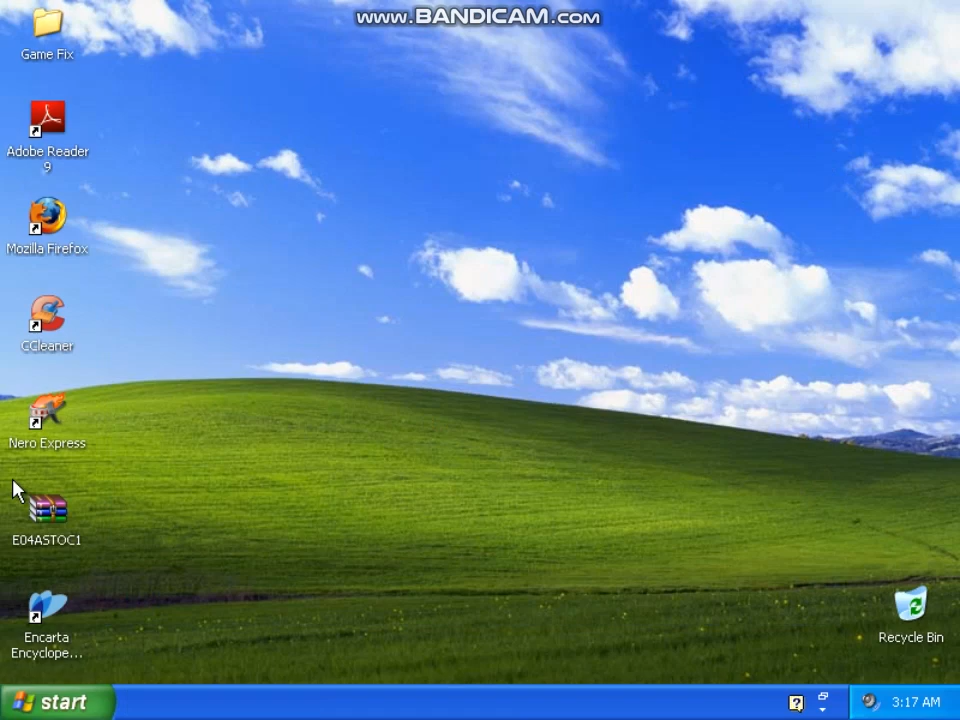 www.BANDICAM.com
Game Fix
Adobe Reader
9
Mozilla Firefox
CCleaner
Nero Express
E04ASTOC1
Encarta
Encyclope...
Recycle Bin
start
?
3:17 AM